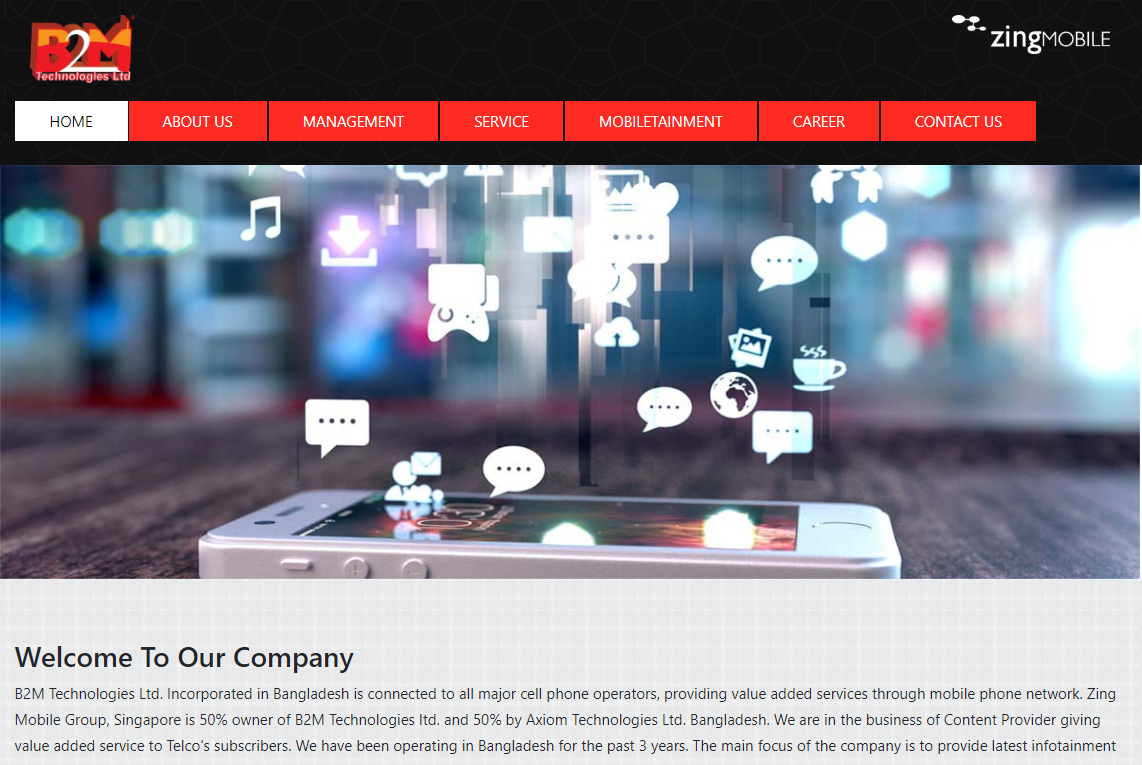 B2M
Technologies Ltd
zingMOBILE
HOME
ABOUT US
MANAGEMENT
SERVICE
MOBILETAINMENT
CAREER
CONTACT US
Welcome To Our Company
B2M Technologies Ltd. Incorporated in Bangladesh is connected to all major cell phone operators, providing value added services through mobile phone network. Zing
Mobile Group, Singapore is 50% owner of B2M Technologies ltd. and 50% by Axiom Technologies Ltd. Bangladesh. We are in the business of Content Provider giving
value added service to Telco's subscribers. We have been operating in Bangladesh for the past 3 years. The main focus of the company is to provide latest infotainment